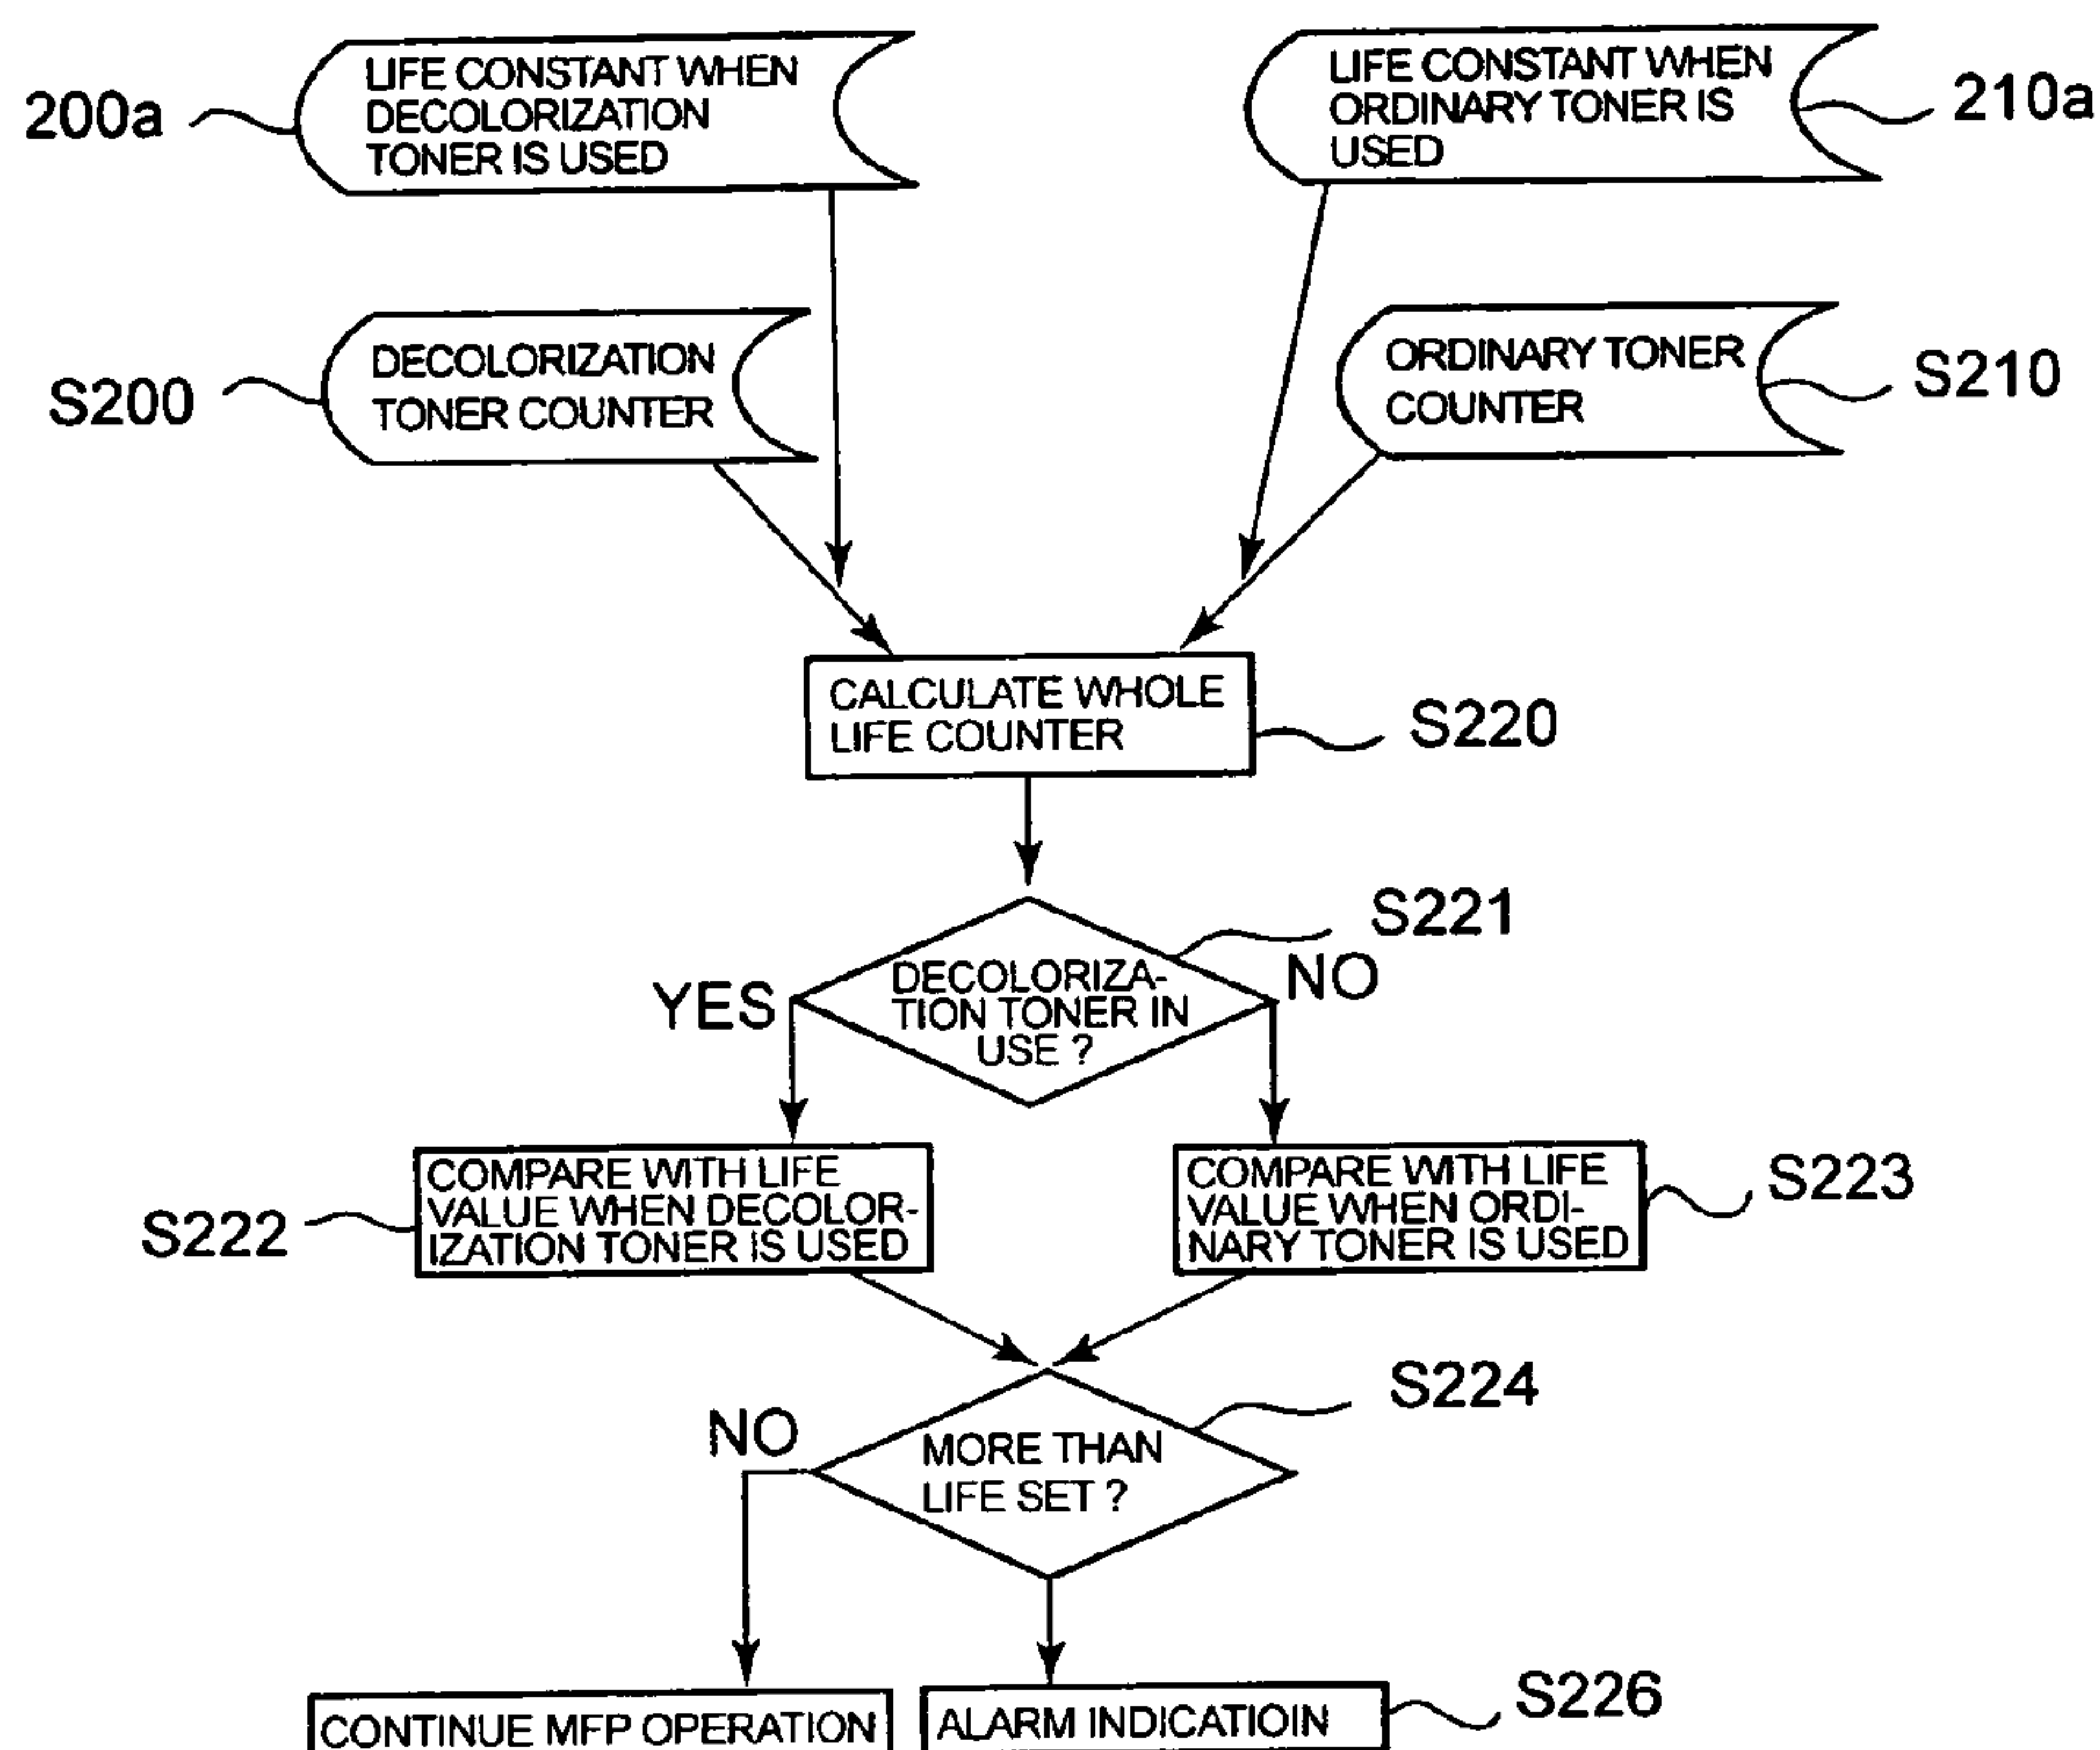 200a
LIFE CONSTANT WHEN
DECOLORIZATION
TONER IS USED
LIFE CONSTANT WHEN
ORDINARY TONER IS
USED
210a
S200
DECOLORIZATION
TONER COUNTER
ORDINARY TONER
COUNTER
S210
CALCULATE WHOLE
LIFE COUNTER
S220
S221
YES
DECOLORIZA-
TION TONER IN
USE ?
NO
S222
COMPARE WITH LIFE
VALUE WHEN DECOLOR-
IZATION TONER IS USED
COMPARE WITH LIFE
VALUE WHEN ORDI-
NARY TONER IS USED
S223
S224
NO
MORE THAN
LIFE SET ?
CONTINUE MFP OPERATION
ALARM INDICATIOIN
S226